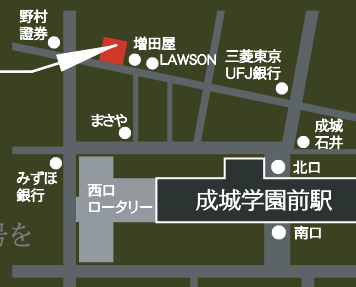 野村
證券
増田屋
LAWSON
三菱東京
UFJ銀行
まさや
成城
石井
みずほ
銀行
西口
ロータリー
北口
成城学園前駅
南口
号を